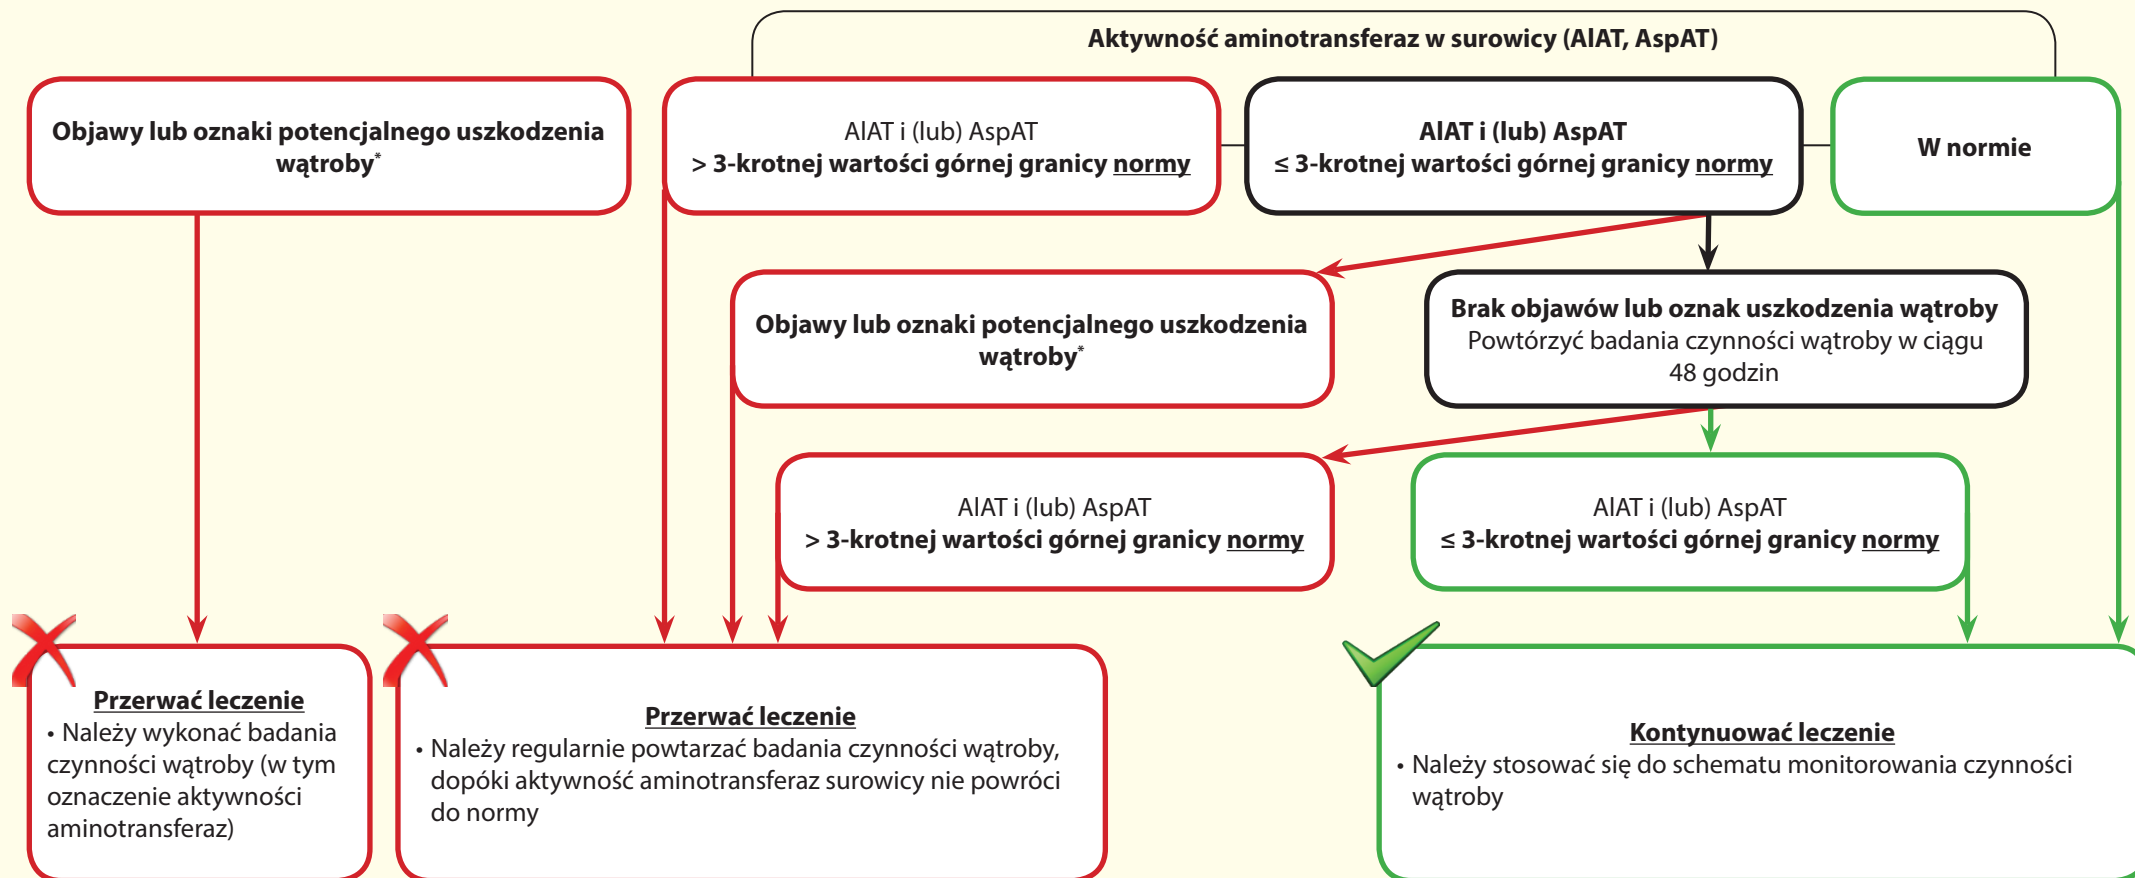 Aktywność aminotransferaz w surowicy (AlAT, AspAT)
Objawy lub oznaki potencjalnego uszkodzenia
wątroby*
AlAT i (lub) AspAT
> 3-krotnej wartości górnej granicy normy
AlAT i (lub) AspAT
≤ 3-krotnej wartości górnej granicy normy
W normie
Objawy lub oznaki potencjalnego uszkodzenia
wątroby*
Brak objawów lub oznak uszkodzenia wątroby
Powtórzyć badania czynności wątroby w ciągu
48 godzin
AlAT i (lub) AspAT
> 3-krotnej wartości górnej granicy normy
AlAT i (lub) AspAT
≤ 3-krotnej wartości górnej granicy normy
Przerwać leczenie
• Należy wykonać badania
czynności wątroby (w tym
oznaczenie aktywności
aminotransferaz)
Przerwać leczenie
• Należy regularnie powtarzać badania czynności wątroby,
dopóki aktywność aminotransferaz surowicy nie powróci
do normy
Kontynuować leczenie
• Należy stosować się do schematu monitorowania czynności
wątroby